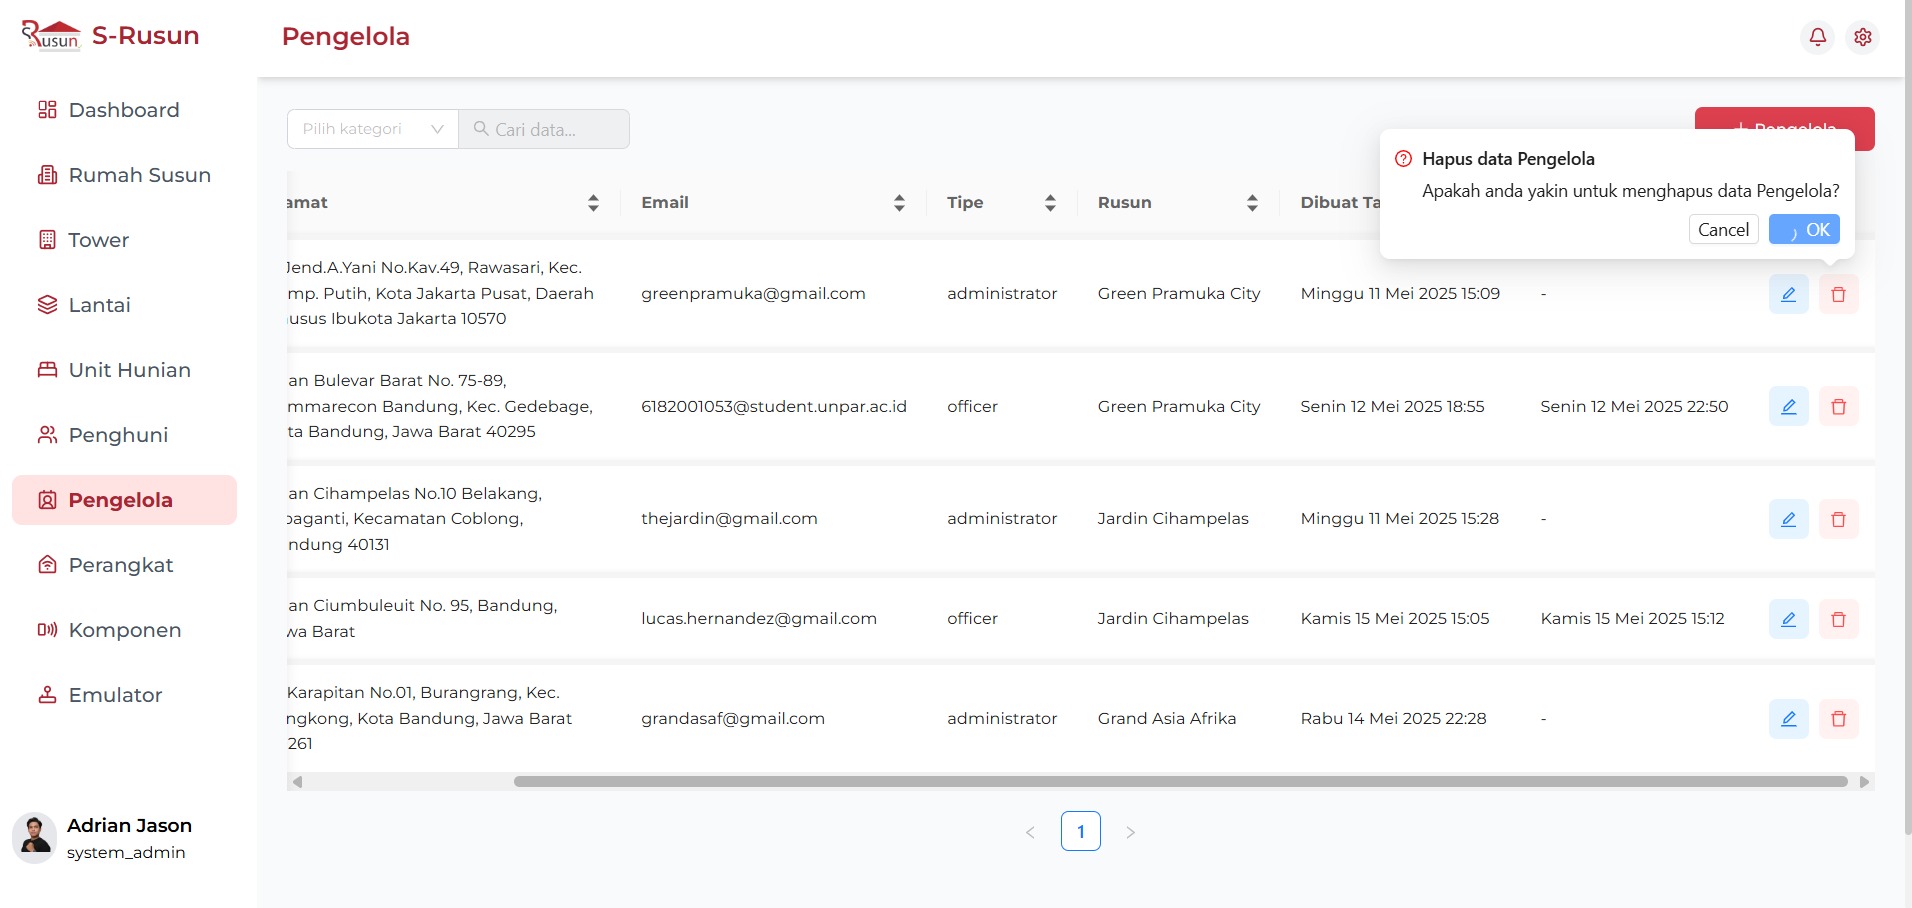 Rusun
S-Rusun
Pengelola
Dashboard
Rumah Susun
Tower
Lantai
Unit Hunian
Penghuni
Pengelola
Perangkat
Komponen
Emulator
Adrian Jason
system_admin
Pilih kategori
Cari data...
+ Pengelola
Hapus data Pengelola
Apakah anda yakin untuk menghapus data Pengelola?
Cancel
OK
amat Email Tipe Rusun Dibuat Ta
Jend.A.Yani No.Kav.49, Rawasari, Kec.
mp. Putih, Kota Jakarta Pusat, Daerah
usus Ibukota Jakarta 10570
greenpramuka@gmail.com administrator Green Pramuka City Minggu 11 Mei 2025 15:09 -
an Bulevar Barat No. 75-89,
mmarecon Bandung, Kec. Gedebage,
ta Bandung, Jawa Barat 40295
6182001053@student.unpar.ac.id officer Green Pramuka City Senin 12 Mei 2025 18:55 Senin 12 Mei 2025 22:50
an Cihampelas No.10 Belakang,
paganti, Kecamatan Coblong,
ndung 40131
thejardin@gmail.com administrator Jardin Cihampelas Minggu 11 Mei 2025 15:28 -
an Ciumbuleuit No. 95, Bandung,
wa Barat
lucas.hernandez@gmail.com officer Jardin Cihampelas Kamis 15 Mei 2025 15:05 Kamis 15 Mei 2025 15:12
Karapitan No.01, Burangrang, Kec.
ngkong, Kota Bandung, Jawa Barat
261
grandasaf@gmail.com administrator Grand Asia Afrika Rabu 14 Mei 2025 22:28 -
1